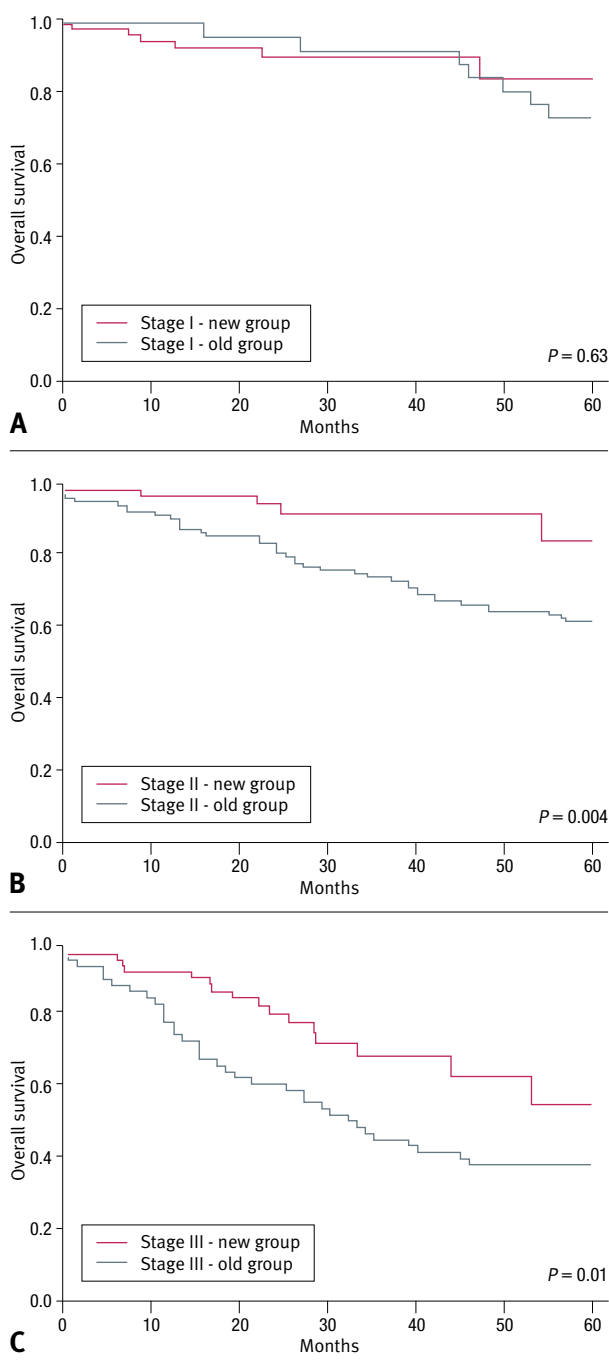 1.0
0.8
0.6
0.4
0.2
0.0
Overall survival
Stage I - new group
Stage I - old group
P = 0.63
0 10 20 30 40 50 60
Months
A
1.0
0.8
0.6
0.4
0.2
0.0
Overall survival
Stage II - new group
Stage II - old group
P = 0.004
0 10 20 30 40 50 60
Months
B
1.0
0.8
0.6
0.4
0.2
0.0
Overall survival
Stage III - new group
Stage III - old group
P = 0.01
0 10 20 30 40 50 60
Months
C